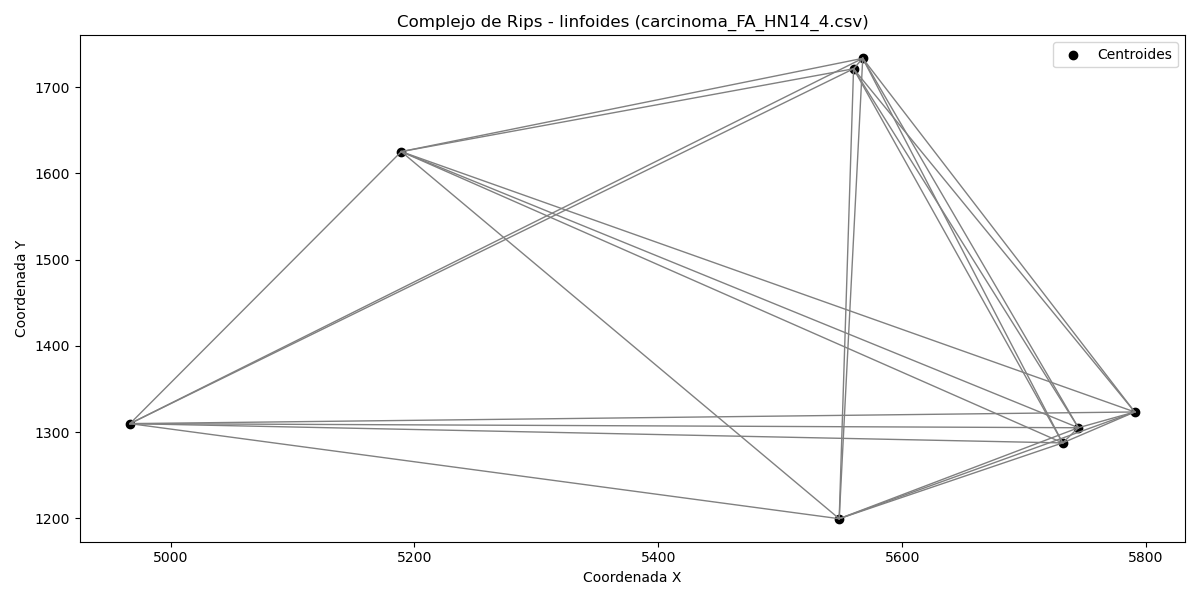 Complejo de Rips - linfoides (carcinoma_FA_HN14_4.csv)
Centroides
Coordenada Y
1700
1600
1500
1400
1300
1200
5000 5200 5400 5600 5800
Coordenada X